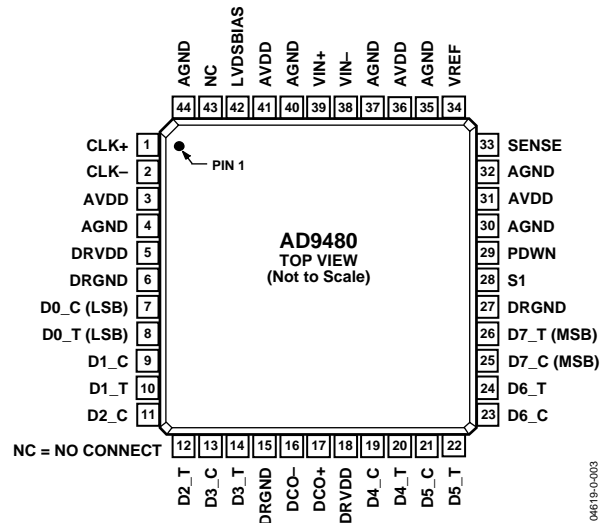 AGND
NC
LVDSBIAS
AVDD
AGND
VIN+
VIN–
AGND
AVDD
AGND
VREF
44 43 42 41 40 39 38 37 36 35 34
CLK+ 1
CLK– 2
AVDD 3
AGND 4
DRVDD 5
DRGND 6
D0_C (LSB) 7
D0_T (LSB) 8
D1_C 9
D1_T 10
D2_C 11
PIN 1
AD9480
TOP VIEW
(Not to Scale)
33 SENSE
32 AGND
31 AVDD
30 AGND
29 PDWN
28 S1
27 DRGND
26 D7_T (MSB)
25 D7_C (MSB)
24 D6_T
23 D6_C
NC = NO CONNECT
12 13 14 15 16 17 18 19 20 21 22
D2_T
D3_C
D3_T
DRGND
DCO–
DCO+
DRVDD
D4_C
D4_T
D5_C
D5_T
04619-0-003